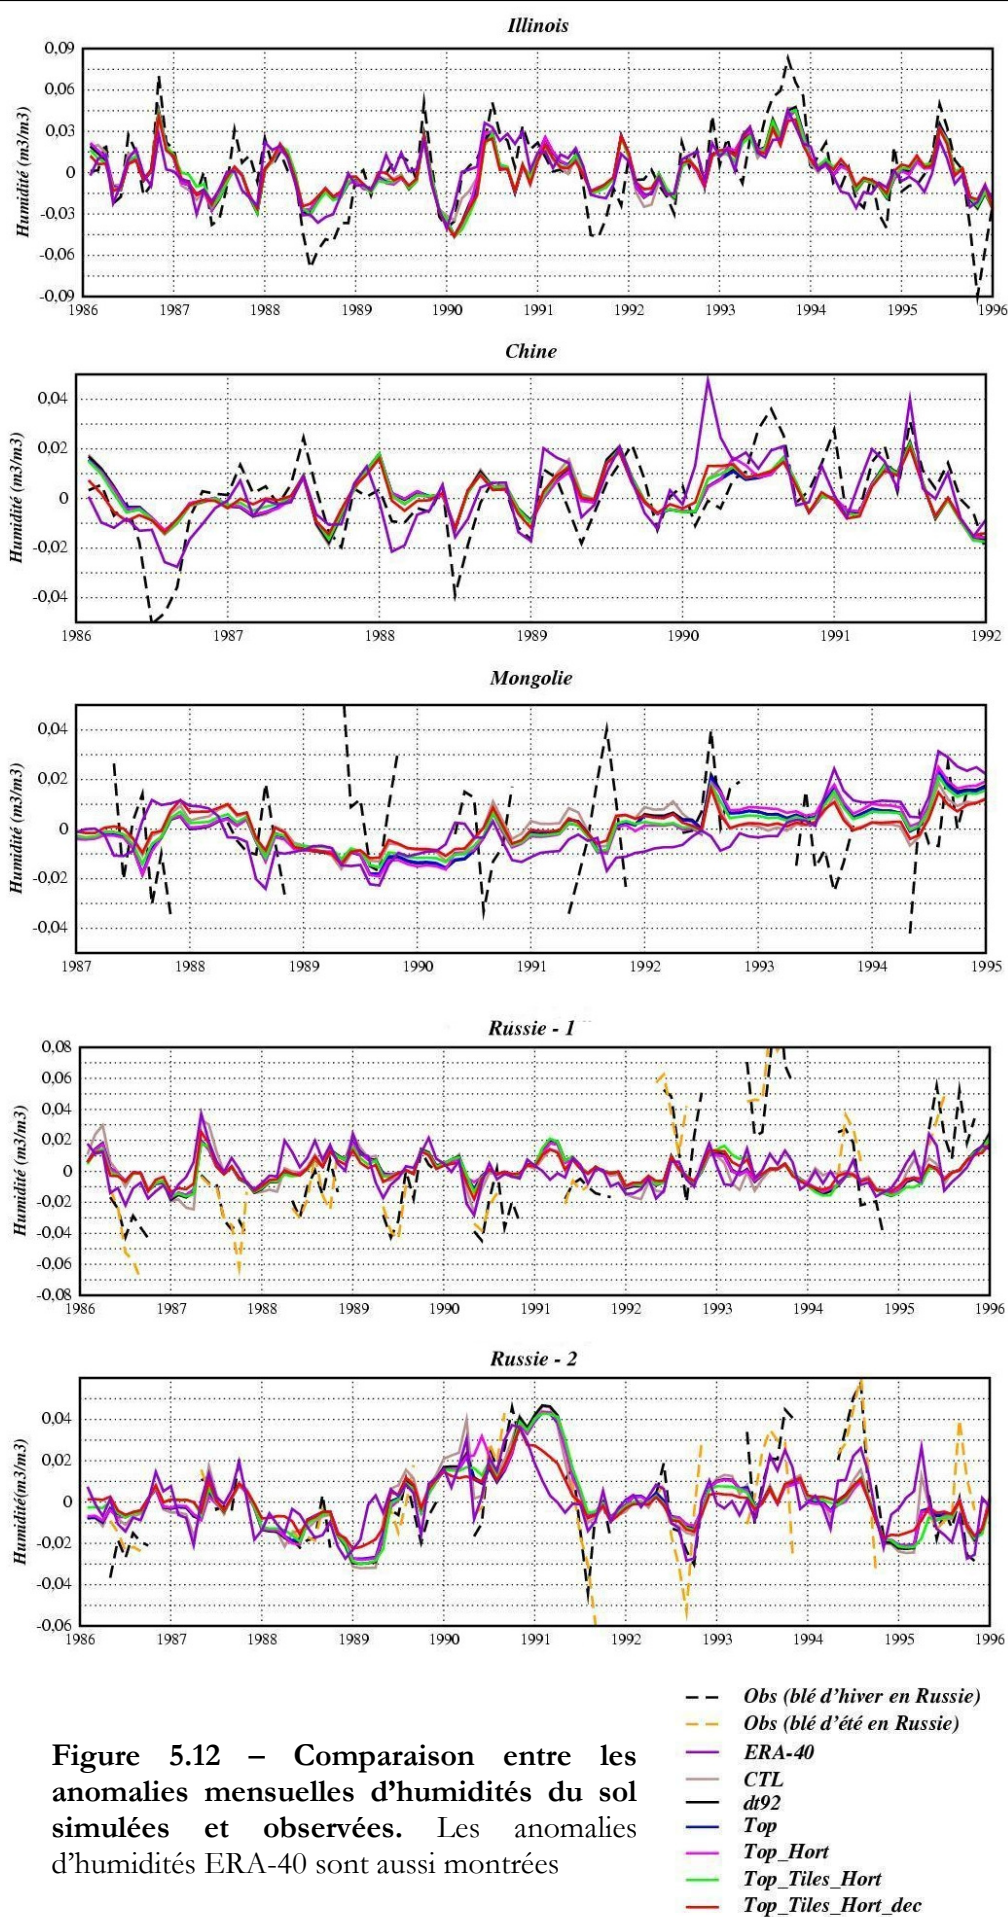 Illinois
0,09
0,06
0,03
0
-0,03
-0,06
-0,09
Humidité (m3/m3)
1986 1987 1988 1989 1990 1991 1992 1993 1994 1995 1996
Chine
0,04
0,02
0
-0,02
-0,04
Humidité (m3/m3)
1986 1987 1988 1989 1990 1991 1992
Mongolie
0,04
0,02
0
-0,02
-0,04
Humidité (m3/m3)
1987 1988 1989 1990 1991 1992 1993 1994 1995
Russie - 1
0,08
0,06
0,04
0,02
0
-0,02
-0,04
-0,06
-0,08
Humidité (m3/m3)
1986 1987 1988 1989 1990 1991 1992 1993 1994 1995 1996
Russie - 2
0,04
0,02
0
-0,02
-0,04
-0,06
Humidité(m3/m3)
1986 1987 1988 1989 1990 1991 1992 1993 1994 1995 1996
Obs (blé d'hiver en Russie)
Obs (blé d'été en Russie)
ERA-40
CTL
dt92
Top
Top_Hort
Top_Tiles_Hort
Top_Tiles_Hort_dec
Figure 5.12 – Comparaison entre les
anomalies mensuelles d'humidités du sol
simulées et observées. Les anomalies
d'humidités ERA-40 sont aussi montrées